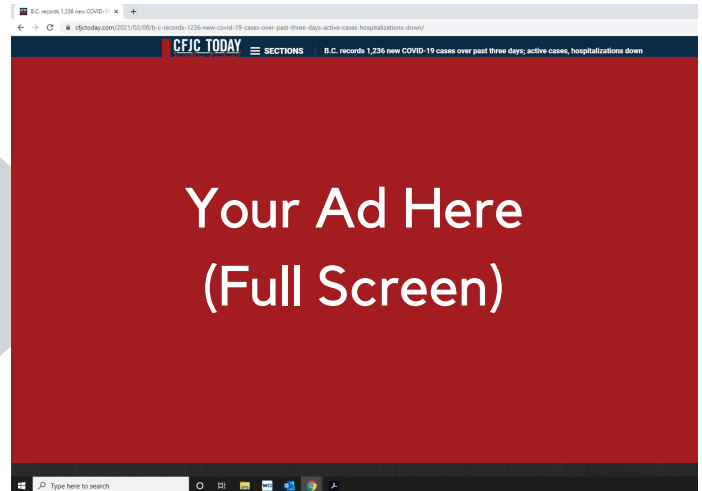 B.C. records 1,236 new COVID-19
cfjctoday.com/2021/02/08/b-c-records-1236-new-covid-19-cases-over-past-three-days-active-cases-hospitalizations-down/
CFJC TODAY
SECTIONS
B.C. records 1,236 new COVID-19 cases over past three days; active cases, hospitalizations down
Your Ad Here
(Full Screen)
Type here to search